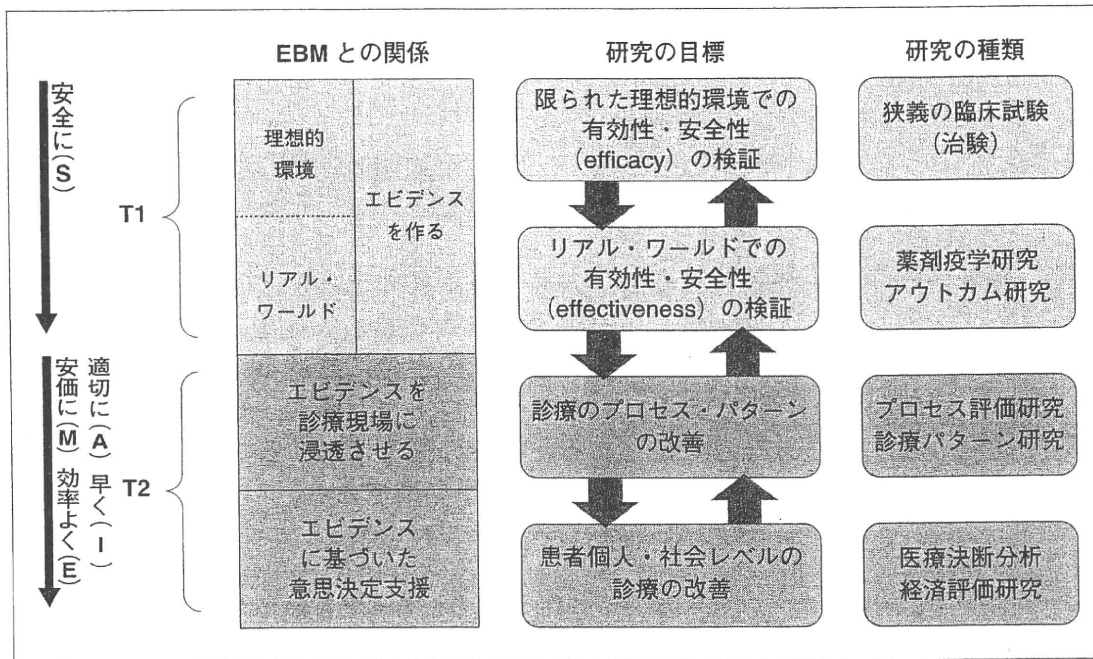 EBM との関係
研究の目標
研究の種類
安全に(S)
T1
理想的
環境
リアル・
ワールド
エビデンス
を作る
限られた理想的環境での
有効性・安全性
(efficacy)の検証
狭義の臨床試験
(治験)
リアル・ワールドでの
有効性・安全性
(effectiveness)の検証
薬剤疫学研究
アウトカム研究
適切に(A) 早く(I)
安価に(M) 効率よく(E)
T2
エビデンスを
診療現場に
浸透させる
診療のプロセス・パターン
の改善
プロセス評価研究
診療パターン研究
エビデンス
に基づいた
意思決定支援
患者個人・社会レベルの
診療の改善
医療決断分析
経済評価研究